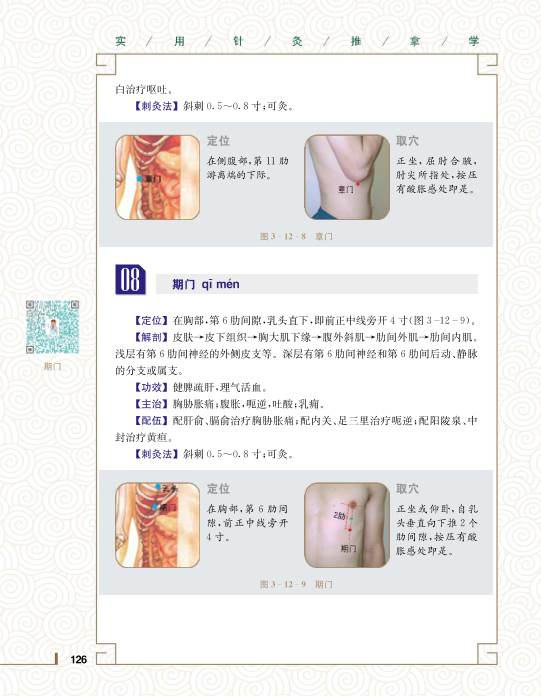 实 / 用 / 针 / 灸 / 推 / 拿 / 学
白治疗呕吐。
【刺灸法】斜刺 0.5~0.8 寸;可灸。
定位
在侧腹部,第 11 肋
游离端的下际。
章门
取穴
正坐,屈肘合腋,
肘尖所指处,按压
有酸胀感处即是。
章门
图 3-12-8 章门
08
期门 qī mén
期门
【定位】在胸部,第 6 肋间隙,乳头直下,即前正中线旁开 4 寸(图 3-12-9)。
【解剖】皮肤→皮下组织→胸大肌下缘→腹外斜肌→肋间外肌→肋间内肌。
浅层有第 6 肋间神经的外侧皮支等。深层有第 6 肋间神经和第 6 肋间后动、静脉
的分支或属支。
【功效】健脾疏肝,理气活血。
【主治】胸胁胀痛;腹胀,呃逆,吐酸;乳痈。
【配伍】配肝俞、膈俞治疗胸胁胀痛;配内关、足三里治疗呃逆;配阳陵泉、中
封治疗黄疸。
【刺灸法】斜刺 0.5~0.8 寸;可灸。
乳头
期门
定位
在胸部,第 6 肋间
隙,前正中线旁开
4 寸。
2肋
期门
取穴
正坐或仰卧,自乳
头垂直向下推 2 个
肋间隙,按压有酸
胀感处即是。
图 3-12-9 期门
126